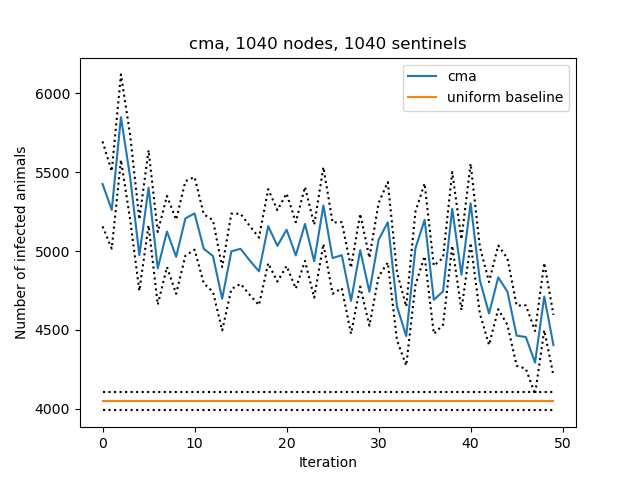 cma, 1040 nodes, 1040 sentinels
cma
uniform baseline
Number of infected animals
6000
5500
5000
4500
4000
0
10
20
30
40
50
Iteration